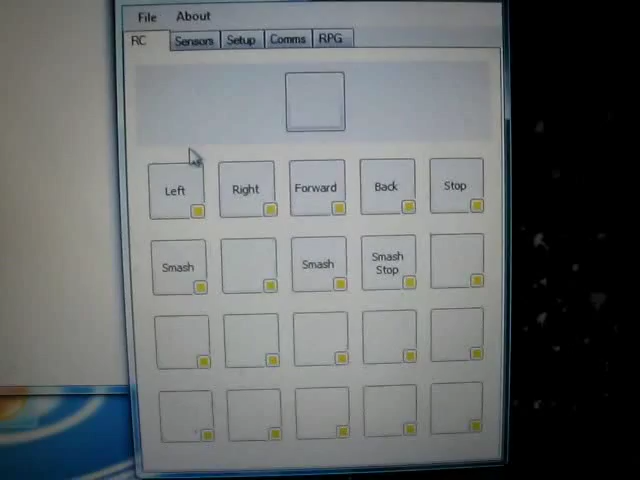 File About
RC Sensors Setup Comms RPG
Left Right Forward Back Stop
Smash Smash Smash
Stop